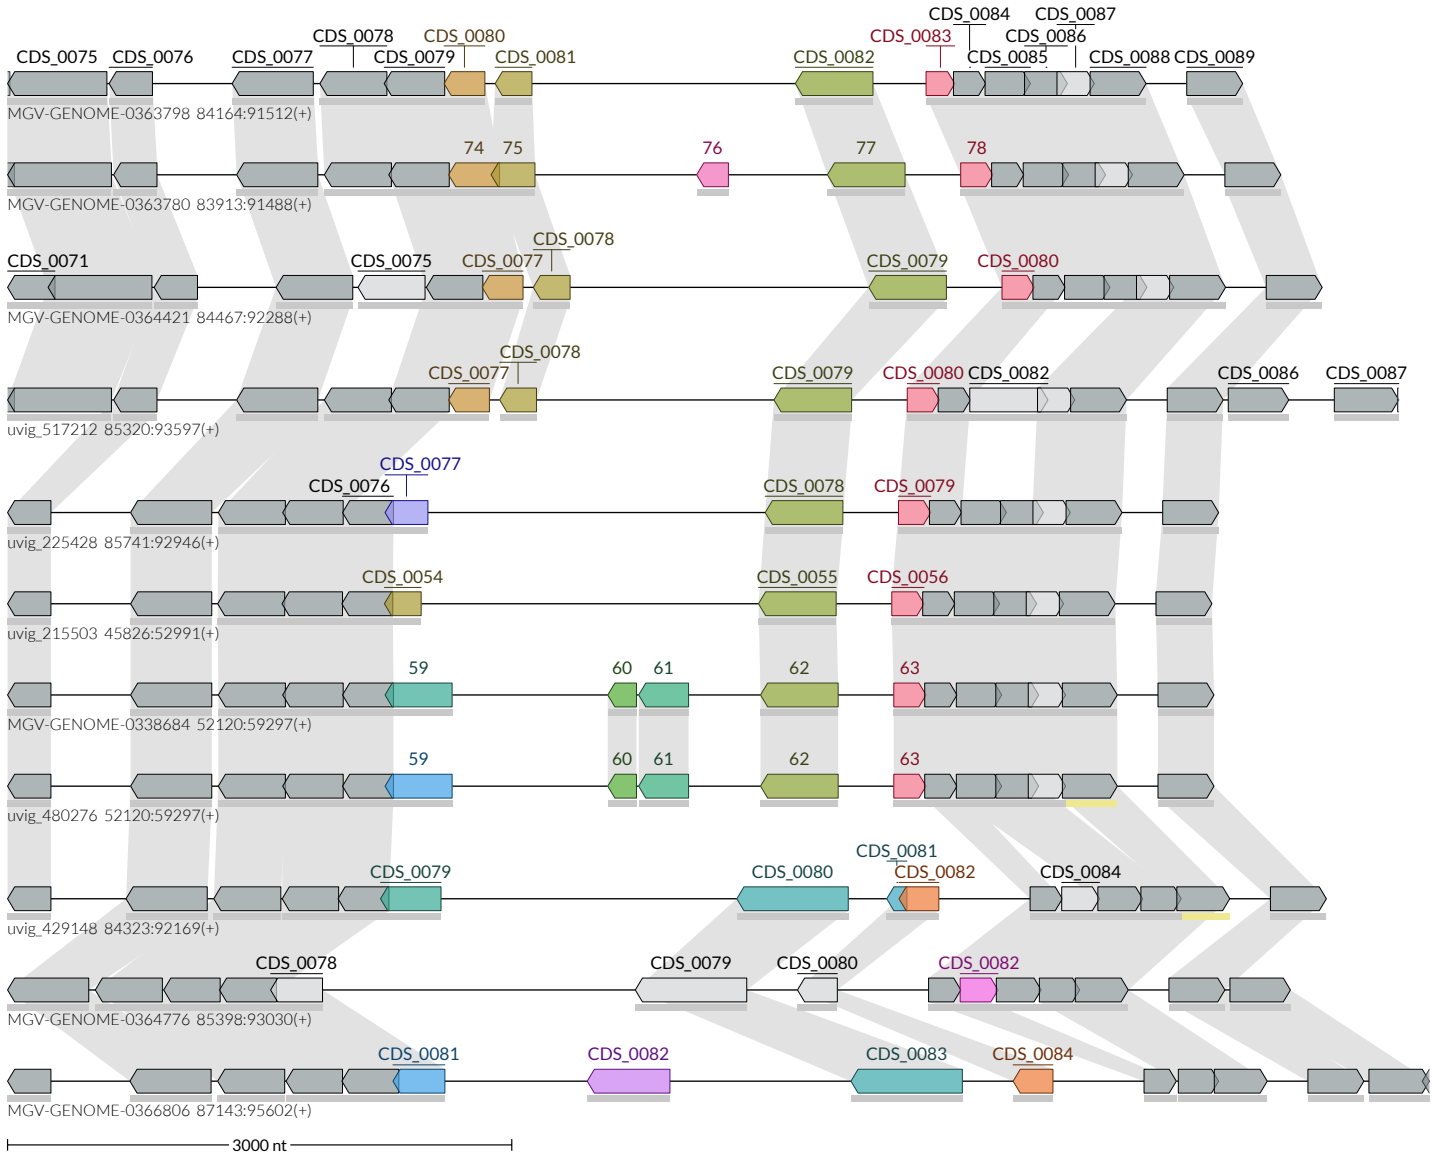 CDS_0084 CDS_0087
CDS_0078 CDS_0080 CDS_0083 CDS_0086
CDS_0075 CDS_0076 CDS_0077 CDS_0079 CDS_0081 CDS_0082 CDS_0085 CDS_0088 CDS_0089
MGV-GENOME-0363798 84164:91512(+)
74 75 76 77 78
MGV-GENOME-0363780 83913:91488(+)
CDS_0078
CDS_0071 CDS_0075 CDS_0077 CDS_0079 CDS_0080
MGV-GENOME-0364421 84467:92288(+)
CDS_0078
CDS_0077 CDS_0079 CDS_0080 CDS_0082 CDS_0086 CDS_0087
uvig_517212 85320:93597(+)
CDS_0077
CDS_0076 CDS_0078 CDS_0079
uvig_225428 85741:92946(+)
CDS_0054 CDS_0055 CDS_0056
uvig_215503 45826:52991(+)
59 60 61 62 63
MGV-GENOME-0338684 52120:59297(+)
59 60 61 62 63
uvig_480276 52120:59297(+)
CDS_0081
CDS_0079 CDS_0080 CDS_0082 CDS_0084
uvig_429148 84323:92169(+)
CDS_0078 CDS_0079 CDS_0080 CDS_0082
MGV-GENOME-0364776 85398:93030(+)
CDS_0081 CDS_0082 CDS_0083 CDS_0084
MGV-GENOME-0366806 87143:95602(+)
3000 nt